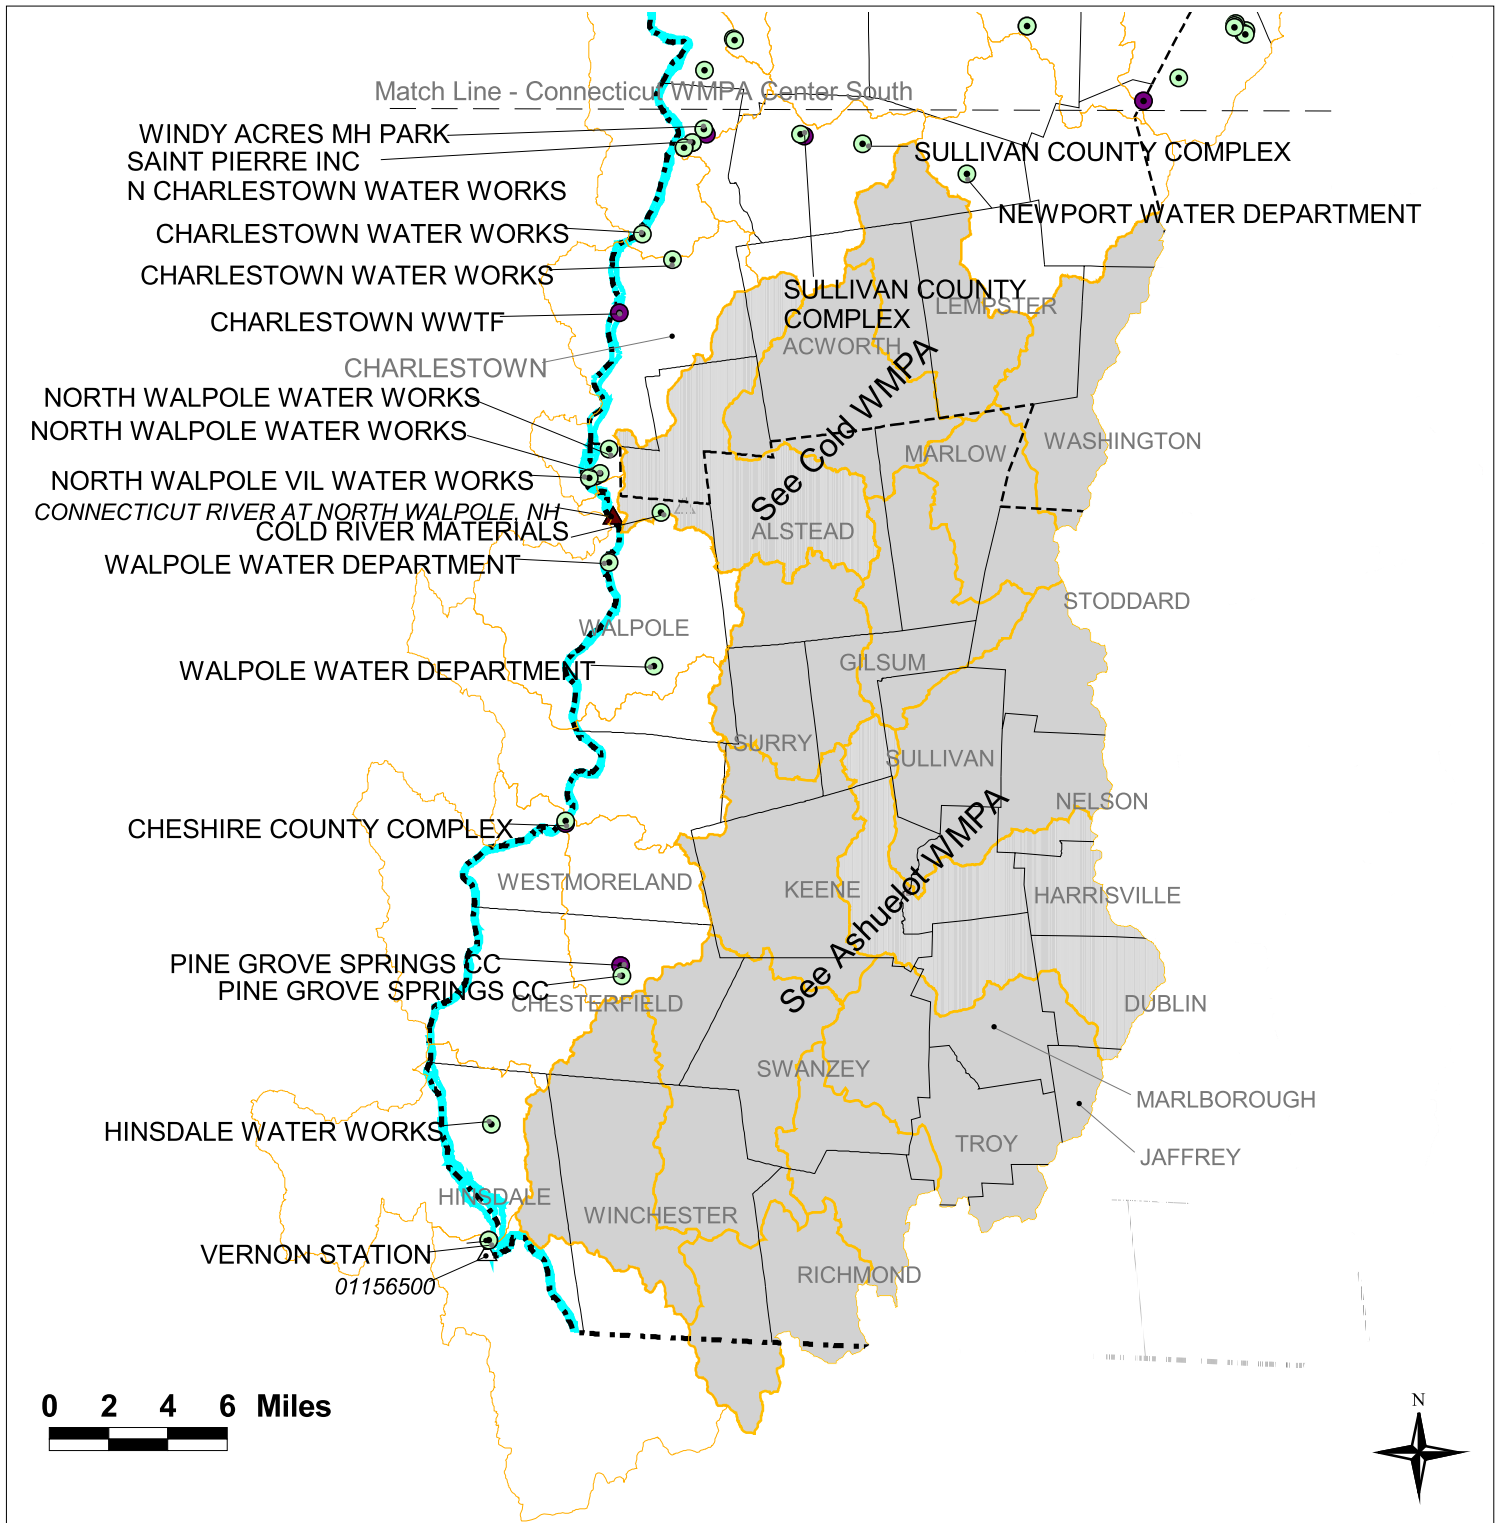 Match Line - Connecticut WMPA Center South
WINDY ACRES MH PARK
SAINT PIERRE INC
SULLIVAN COUNTY COMPLEX
N CHARLESTOWN WATER WORKS
NEWPORT WATER DEPARTMENT
CHARLESTOWN WATER WORKS
CHARLESTOWN WATER WORKS
SULLIVAN COUNTY
COMPLEX
LEMPSTER
CHARLESTOWN WWTF
ACWORTH
CHARLESTOWN
See Cold WMPA
NORTH WALPOLE WATER WORKS
NORTH WALPOLE WATER WORKS
WASHINGTON
MARLOW
NORTH WALPOLE VIL WATER WORKS
CONNECTICUT RIVER AT NORTH WALPOLE, NH
COLD RIVER MATERIALS
ALSTEAD
WALPOLE WATER DEPARTMENT
STODDARD
WALPOLE
WALPOLE WATER DEPARTMENT
GILSUM
SURRY
SULLIVAN
NELSON
CHESHIRE COUNTY COMPLEX
WESTMORELAND
KEENE
See Ashuelot WMPA
HARRISVILLE
PINE GROVE SPRINGS CC
PINE GROVE SPRINGS CC
CHESTERFIELD
DUBLIN
SWANZEY
MARLBOROUGH
HINSDALE WATER WORKS
TROY
JAFFREY
HINSDALE
WINCHESTER
VERNON STATION
01156500
RICHMOND
0 2 4 6 Miles
N